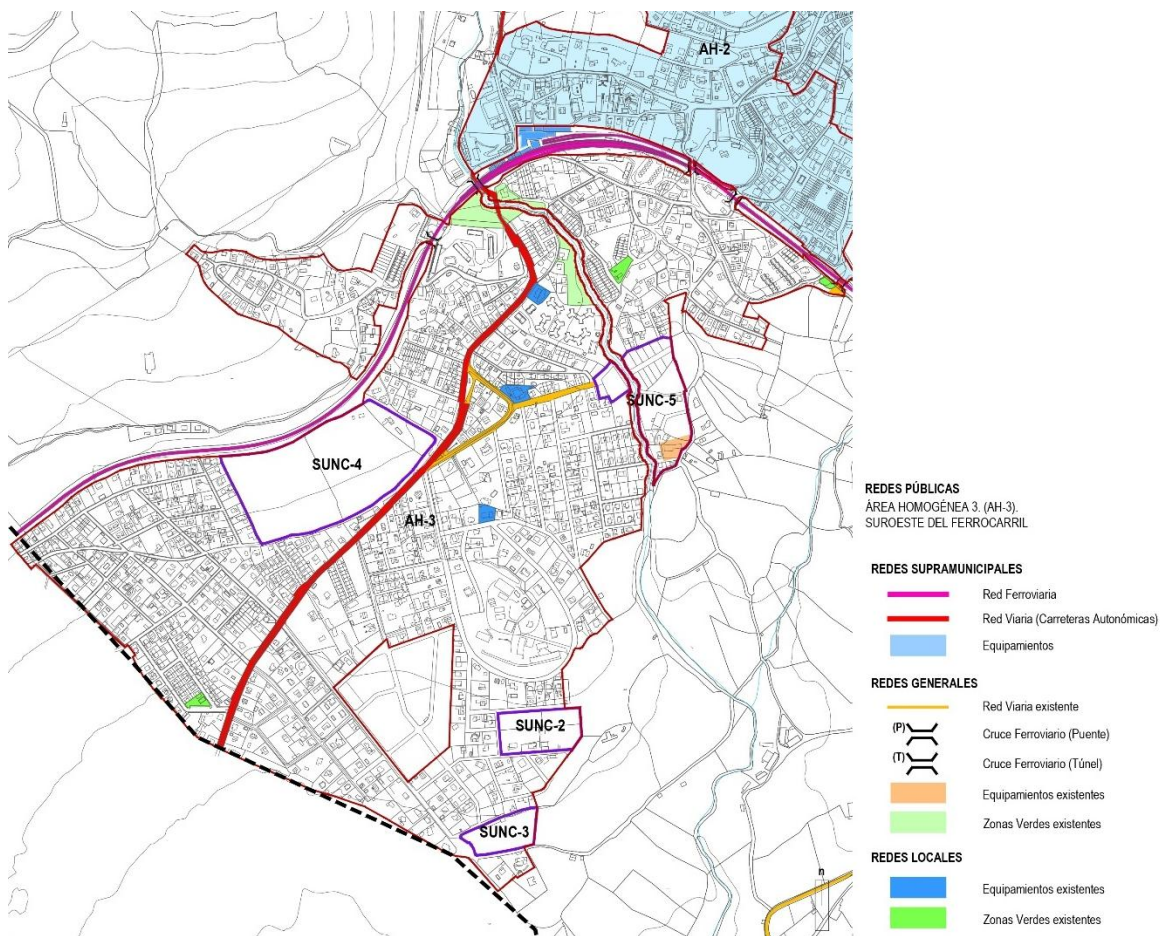 AH-2
SUNC-5
SUNC-4
AH-3
SUNC-2
SUNC-3
REDES PÚBLICAS
ÁREA HOMOGÉNEA 3. (AH-3).
SUROESTE DEL FERROCARRIL
REDES SUPRAMUNICIPALES
Red Ferroviaria
Red Viaria (Carreteras Autonómicas)
Equipamientos
REDES GENERALES
Red Viaria existente
(P) Cruce Ferroviario (Puente)
(T) Cruce Ferroviario (Túnel)
Equipamientos existentes
Zonas Verdes existentes
REDES LOCALES
n
Equipamientos existentes
Zonas Verdes existentes